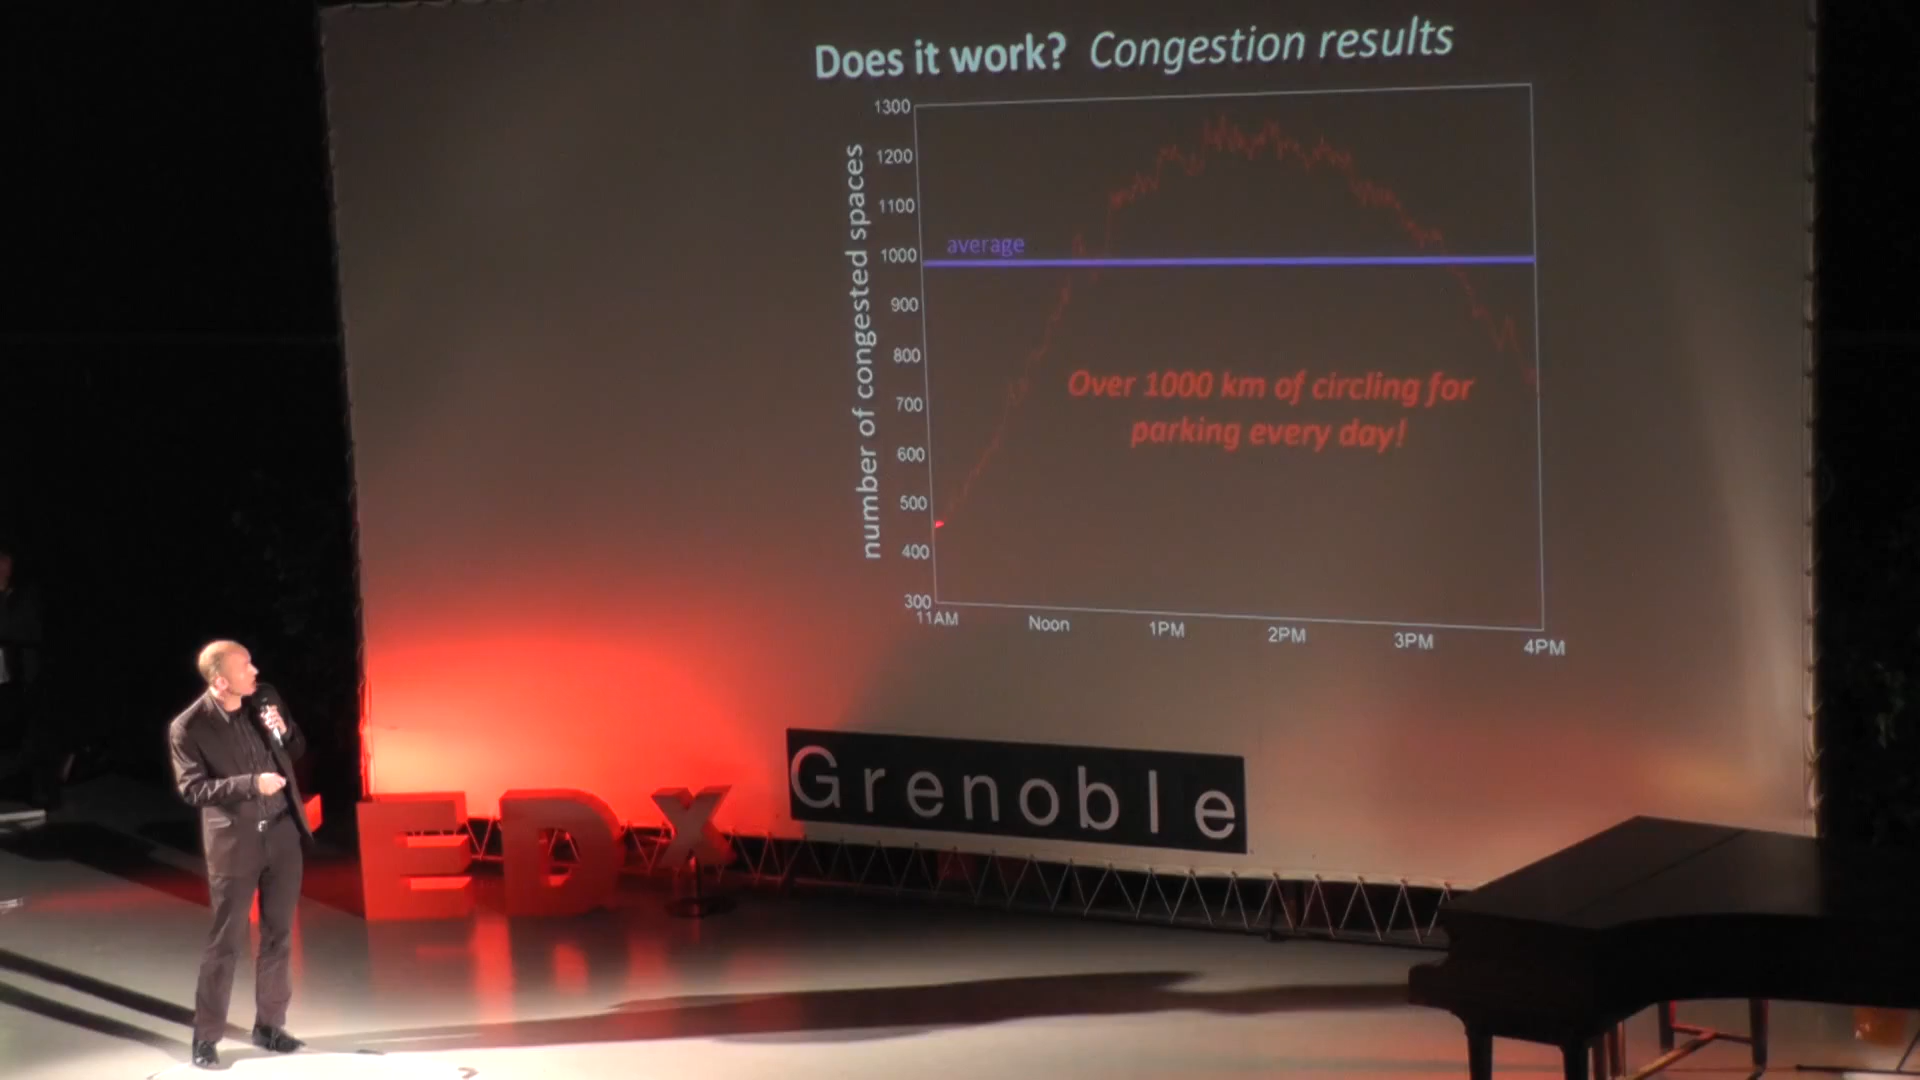 Does it work? Congestion results
number of congested spaces
1300
1200
1100
1000
900
800
700
600
500
400
300
average
Over 1000 km of circling for
parking every day!
11AM Noon 1PM 2PM 3PM 4PM
EDx
Grenoble